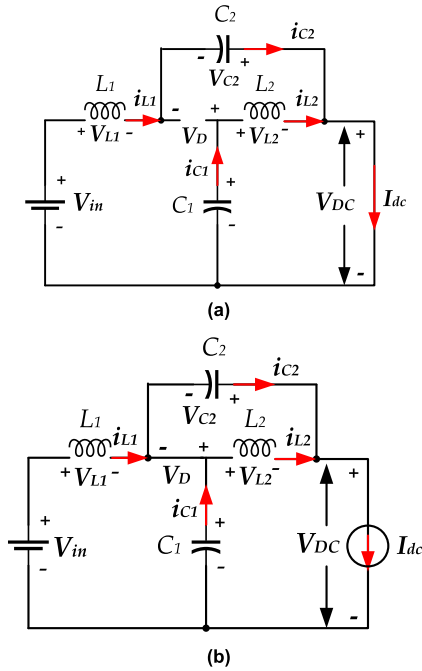 C2
iC2
- VC2 +
L1 iL1 - + L2 iL2
+ VL1 - VD + VL2 -
iC1
+ Vin -
C1 + -
+ VDC -
Idc
(a)
C2
iC2
- VC2 +
L1 iL1 - + L2 iL2
+ VL1 - VD + VL2 -
iC1
+ Vin -
C1 + -
+ VDC -
Idc
(b)